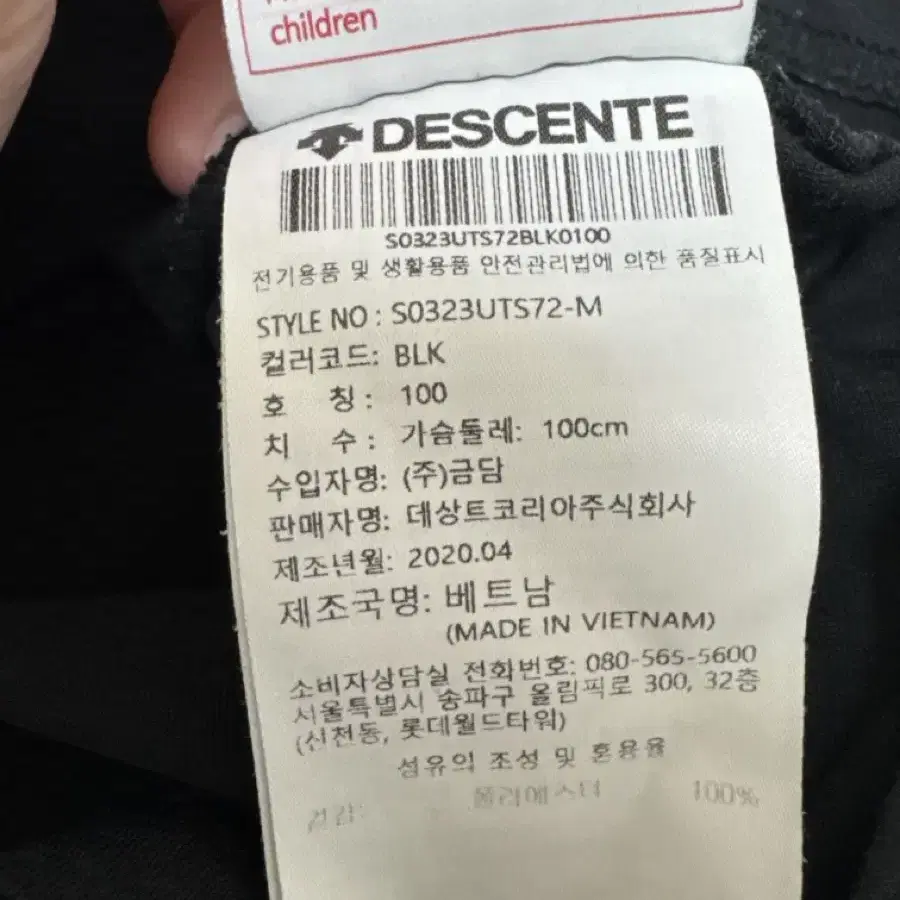 children
DESCENTE
S0323UTS72BLK0100
전기용품 및 생활용품 안전관리법에 의한 품질표시
STYLE NO : S0323UTS72-M
컬러코드: BLK
호 칭: 100
치 수: 가슴둘레: 100cm
수입자명: (주)금담
판매자명: 데상트코리아주식회사
제조년월: 2020.04
제조국명: 베트남
(MADE IN VIETNAM)
소비자상담실 전화번호: 080-565-5600
서울특별시 송파구 올림픽로 300, 32층
(신천동, 롯데월드타워)
섬유의 조성 및 혼용율
겉감: 폴리에스터 100%